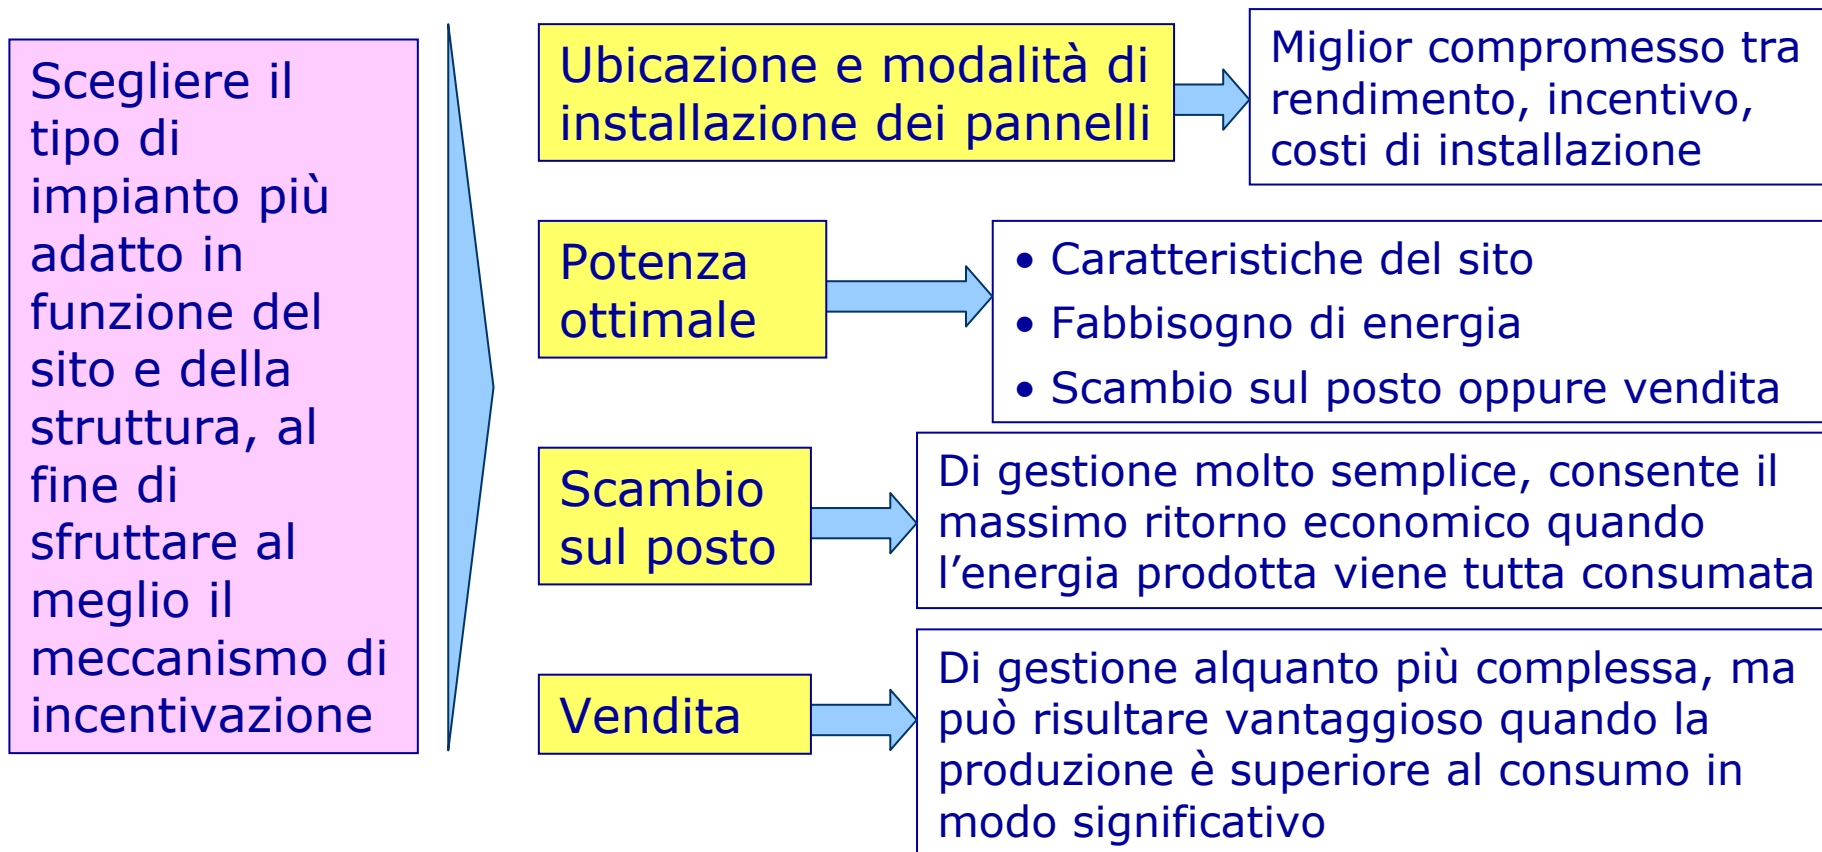 Scegliere il
tipo di
impianto più
adatto in
funzione del
sito e della
struttura, al
fine di
sfruttare al
meglio il
meccanismo di
incentivazione
Ubicazione e modalità di
installazione dei pannelli
Miglior compromesso tra
rendimento, incentivo,
costi di installazione
Potenza
ottimale
• Caratteristiche del sito
• Fabbisogno di energia
• Scambio sul posto oppure vendita
Scambio
sul posto
Di gestione molto semplice, consente il
massimo ritorno economico quando
l’energia prodotta viene tutta consumata
Vendita
Di gestione alquanto più complessa, ma
può risultare vantaggioso quando la
produzione è superiore al consumo in
modo significativo